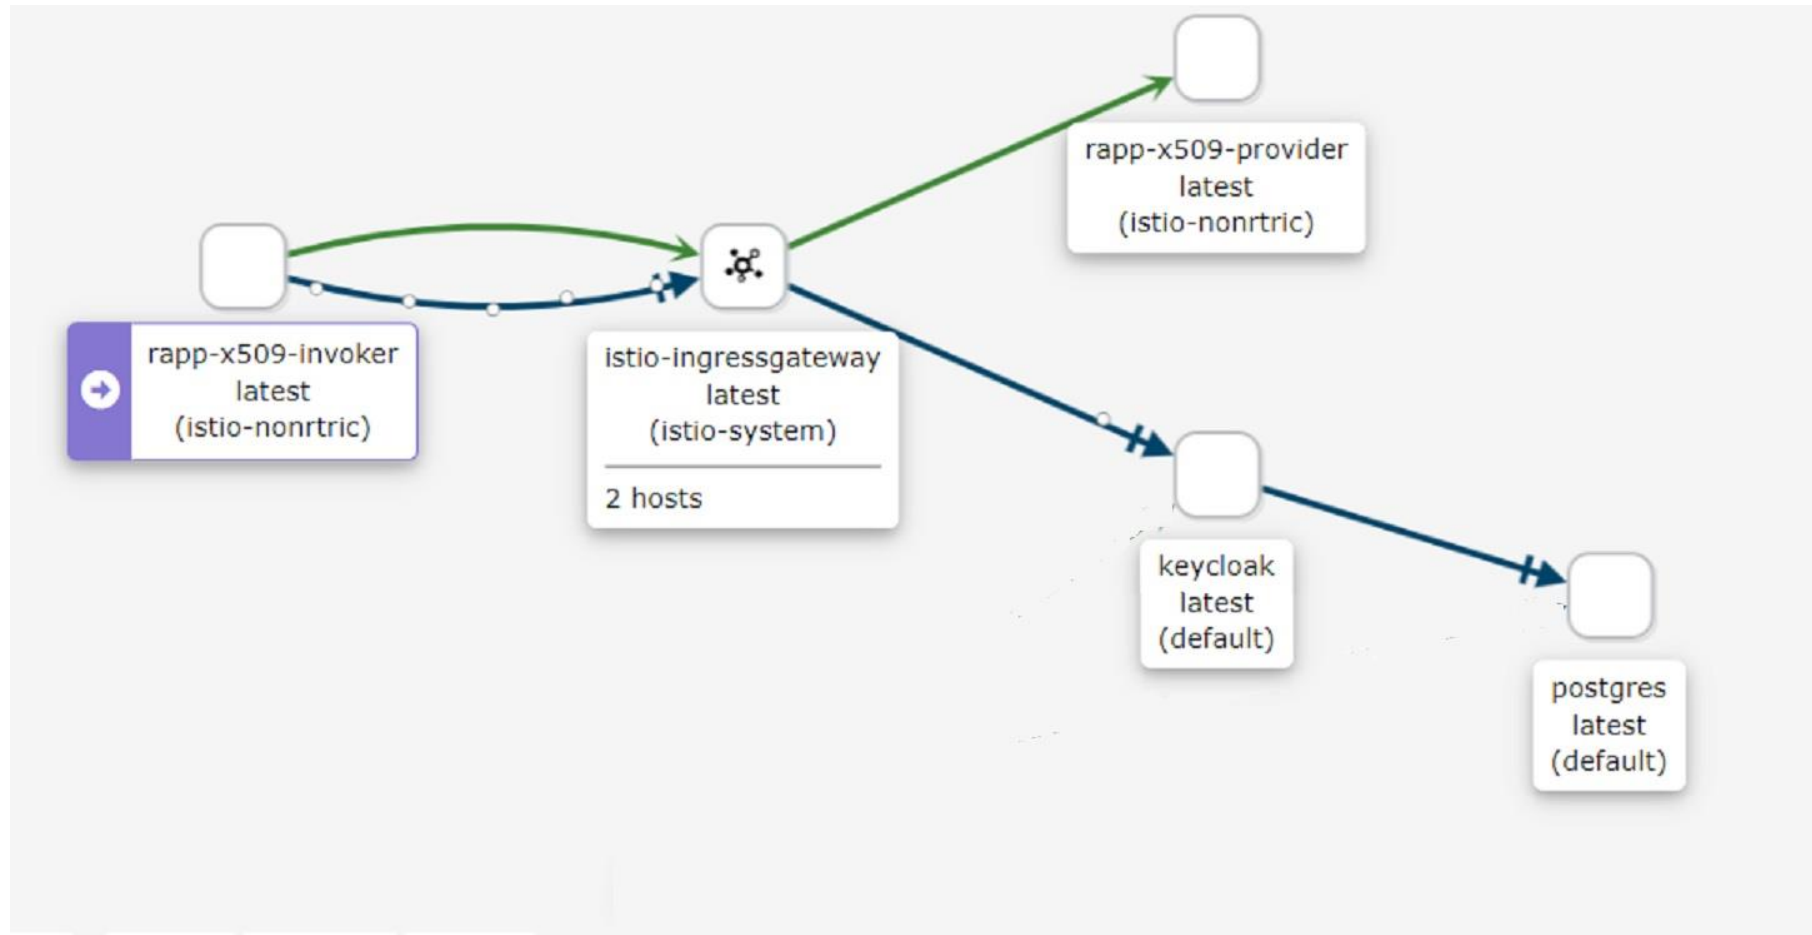 rapp-x509-provider
latest
(istio-nonrtric)
rapp-x509-invoker
latest
(istio-nonrtric)
istio-ingressgateway
latest
(istio-system)
2 hosts
keycloak
latest
(default)
postgres
latest
(default)